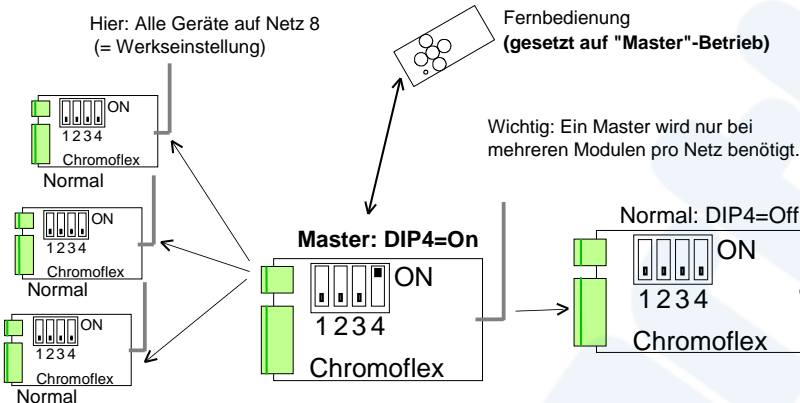 Hier: Alle Geräte auf Netz 8
(= Werkseinstellung)
Fernbedienung
(gesetzt auf "Master"-Betrieb)
Wichtig: Ein Master wird nur bei
mehreren Modulen pro Netz benötigt.
ON
1234
Chromoflex
Normal
ON
1234
Chromoflex
Normal
ON
1234
Chromoflex
Normal
Master: DIP4=On
ON
1234
Chromoflex
Normal: DIP4=Off
ON
1234
Chromoflex